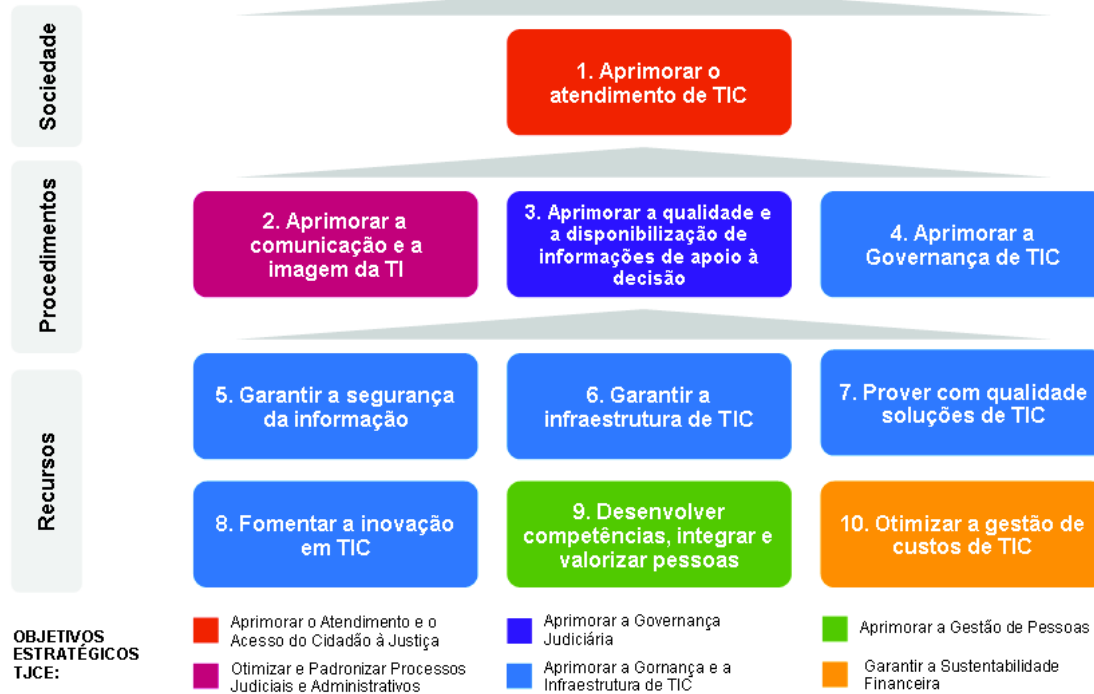 Sociedade
1. Aprimorar o
atendimento de TIC
Procedimentos
2. Aprimorar a
comunicação e a
imagem da TI
3. Aprimorar a qualidade e
a disponibilização de
informações de apoio à
decisão
4. Aprimorar a
Governança de TIC
Recursos
5. Garantir a segurança
da informação
6. Garantir a
infraestrutura de TIC
7. Prover com qualidade
soluções de TIC
8. Fomentar a inovação
em TIC
9. Desenvolver
competências, integrar e
valorizar pessoas
10. Otimizar a gestão de
custos de TIC
OBJETIVOS
ESTRATÉGICOS
TJCE:
Aprimorar o Atendimento e o
Acesso do Cidadão à Justiça
Otimizar e Padronizar Processos
Judiciais e Administrativos
Aprimorar a Governança
Judiciária
Aprimorar a Gornança e a
Infraestrutura de TIC
Aprimorar a Gestão de Pessoas
Garantir a Sustentabilidade
Financeira